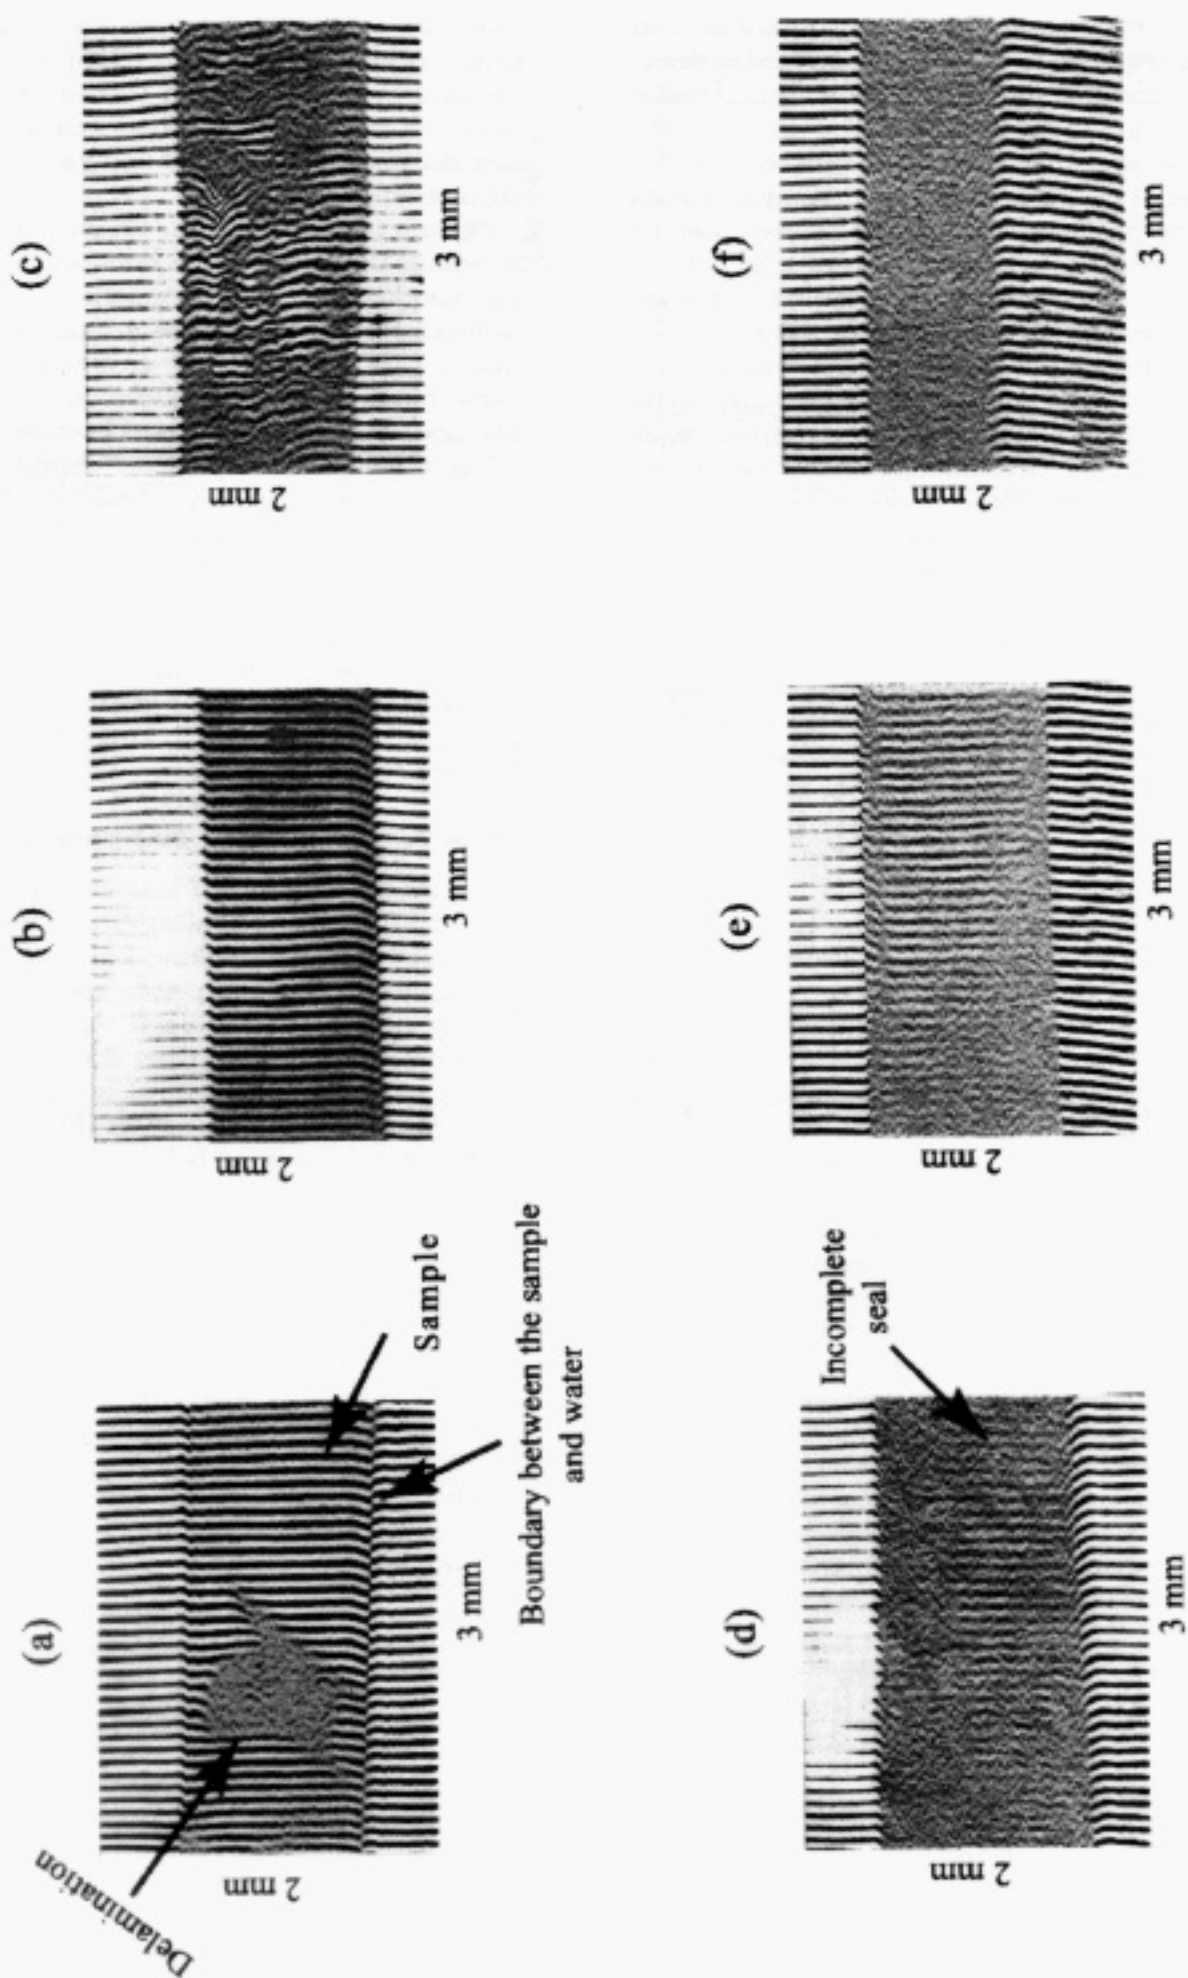 (a)
Delamination
2 mm
3 mm
Sample
Boundary between the sample
and water
(b)
2 mm
3 mm
(c)
2 mm
3 mm
(d)
2 mm
3 mm
Incomplete
seal
(e)
2 mm
3 mm
(f)
2 mm
3 mm